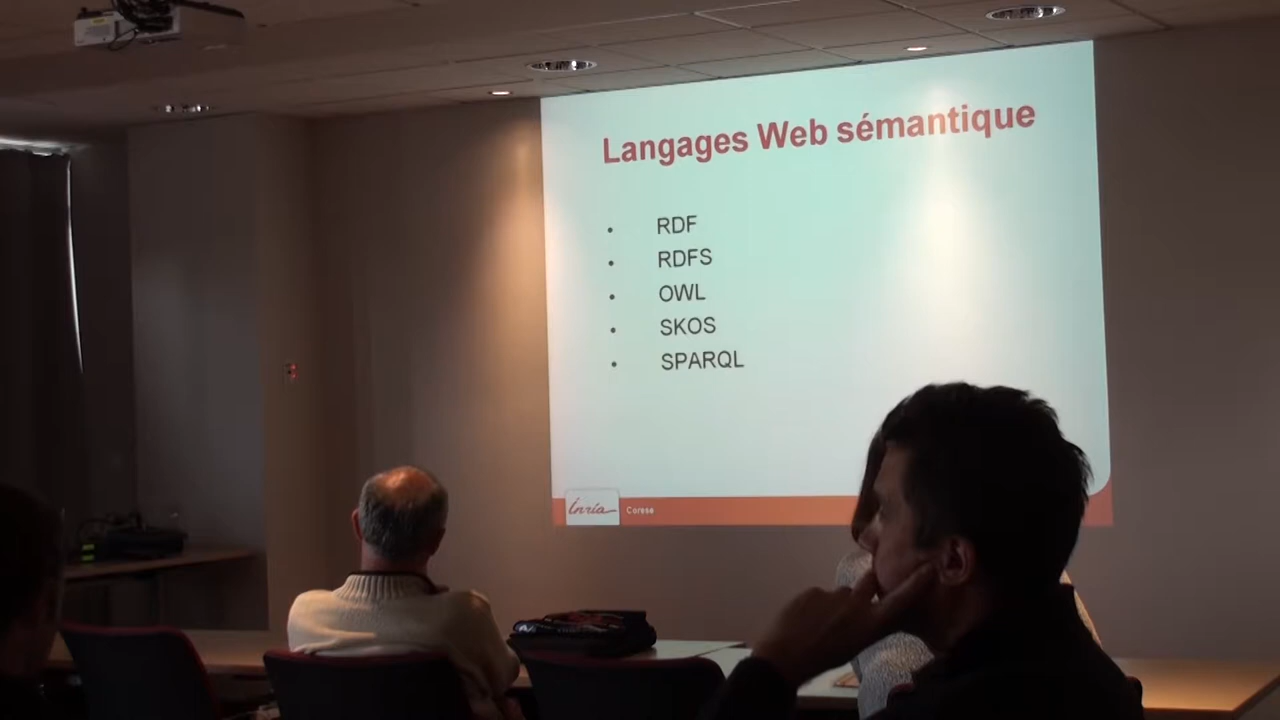 Langages Web sémantique
• RDF
• RDFS
• OWL
• SKOS
• SPARQL
Inria
Corese